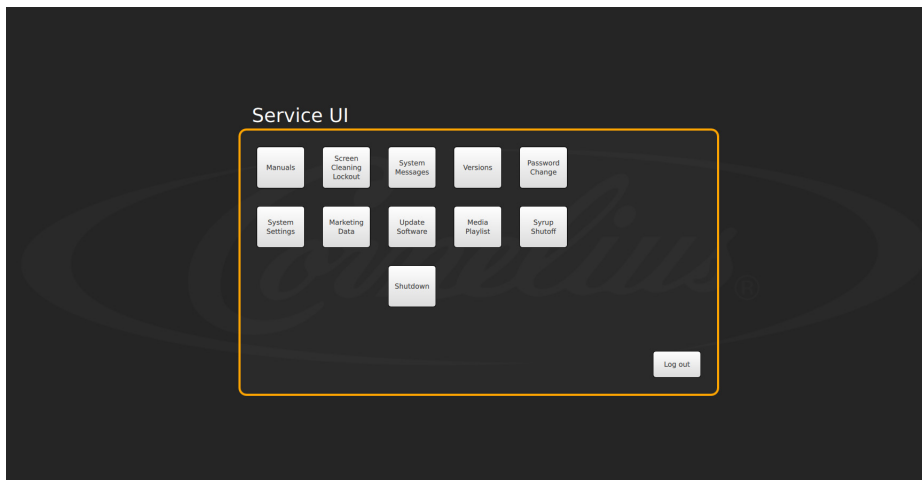 Service UI
Manuals
Screen
Cleaning
Lockout
System
Messages
Versions
Password
Change
System
Settings
Marketing
Data
Update
Software
Media
Playlist
Syrup
Shutoff
Shutdown
Cornelius®
Log out